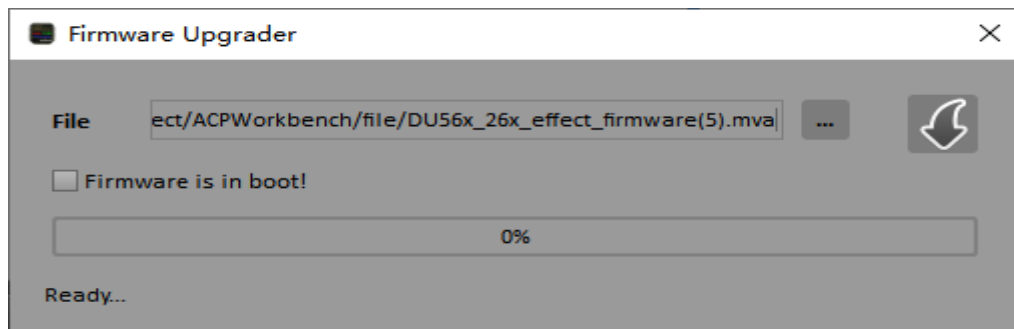 Firmware Upgrader
File ect/ACPWorkbench/file/DU56x_26x_effect_firmware(5).mva ...
Firmware is in boot!
0%
Ready...